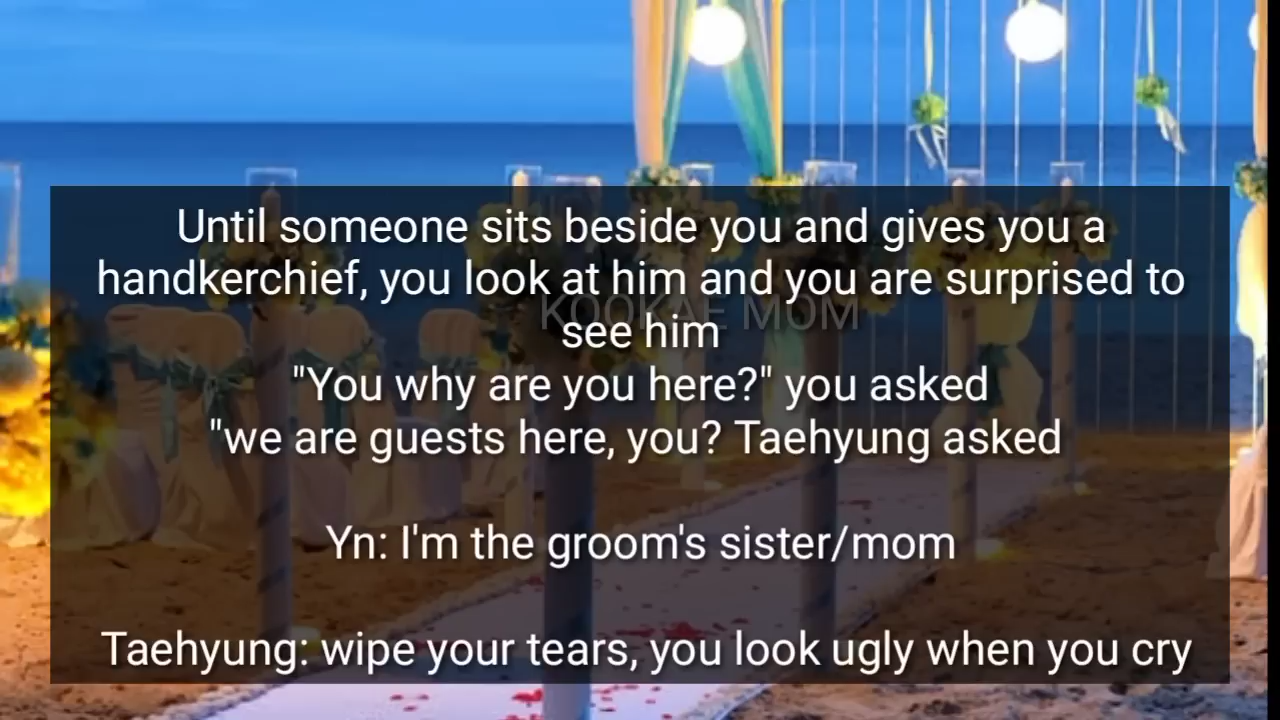 Until someone sits beside you and gives you a
handkerchief, you look at him and you are surprised to
see him
KOOKAE MOM
"You why are you here?" you asked
"we are guests here, you? Taehyung asked
Yn: I'm the groom's sister/mom
Taehyung: wipe your tears, you look ugly when you cry